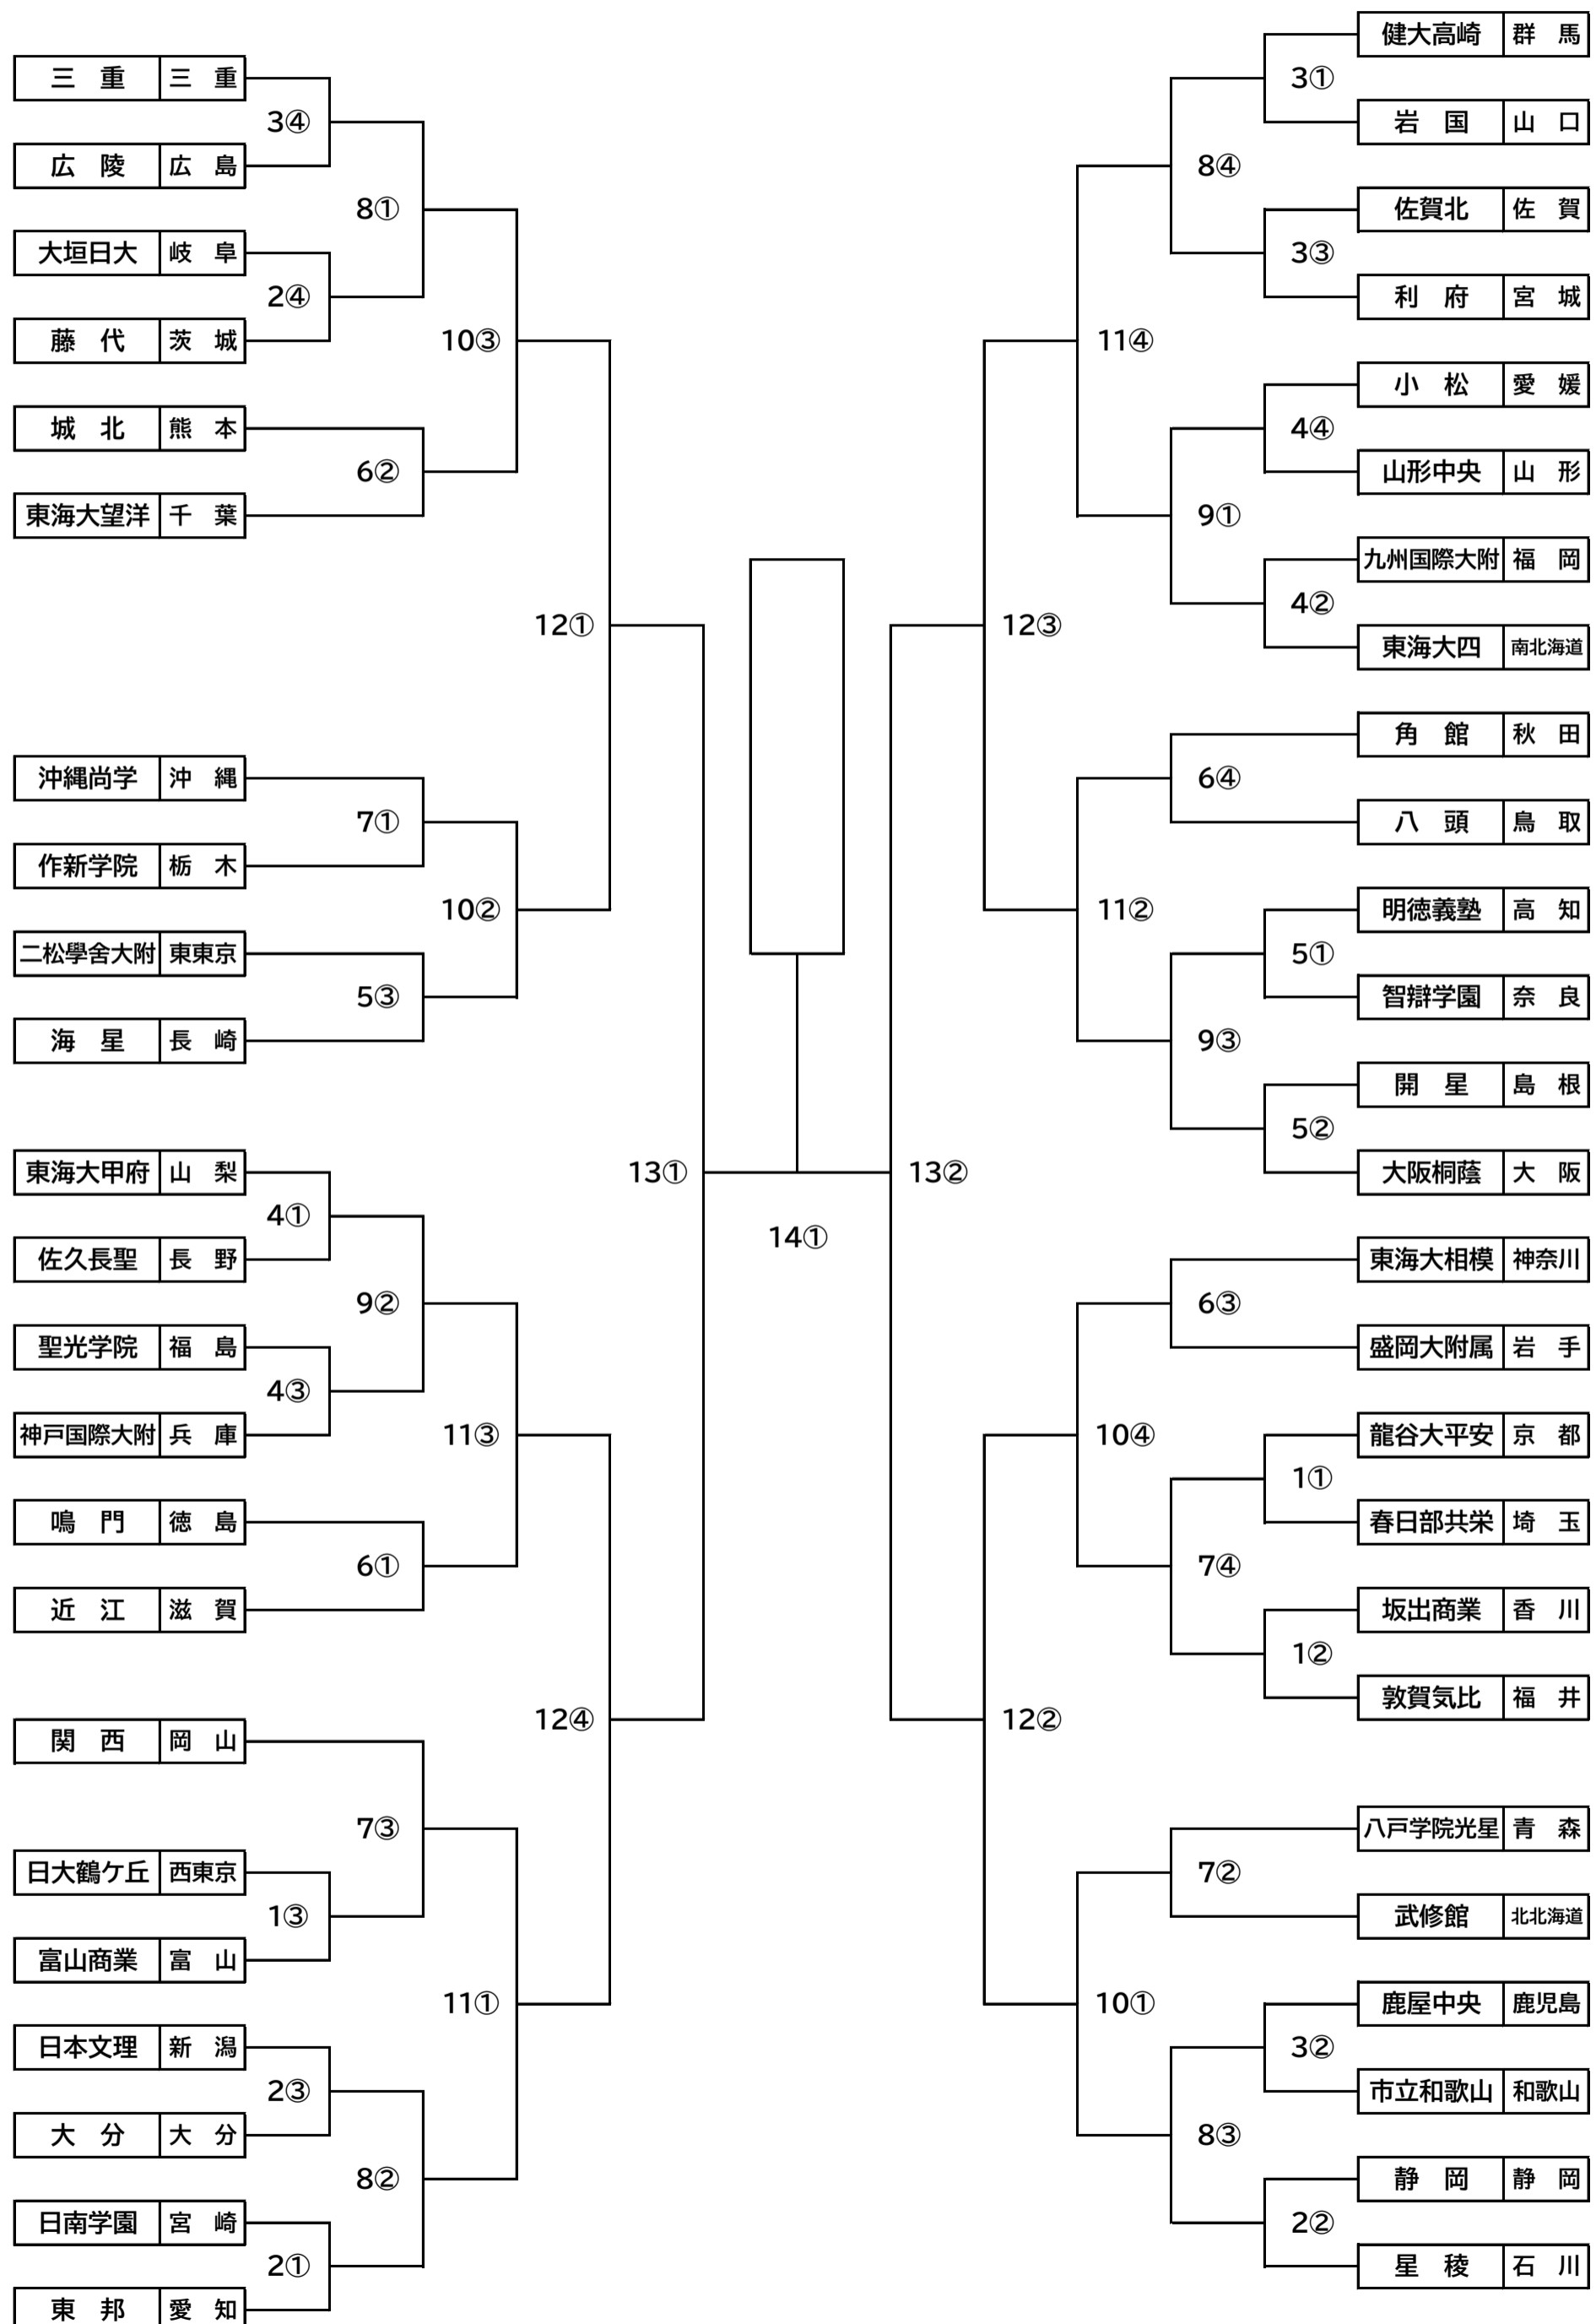 三重 三重
3④
広陵 広島
8①
大垣日大 岐阜
2④
藤代 茨城
10③
城北 熊本
6②
東海大望洋 千葉
12①
沖縄尚学 沖縄
7①
作新学院 栃木
10②
二松學舍大附 東東京
5③
海星 長崎
13①
東海大甲府 山梨
4①
佐久長聖 長野
9②
聖光学院 福島
4③
神戸国際大附 兵庫
11③
鳴門 徳島
6①
近江 滋賀
12④
関西 岡山
7③
日大鶴ケ丘 西東京
1③
富山商業 富山
11①
日本文理 新潟
2③
大分 大分
8②
日南学園 宮崎
2①
東邦 愛知
14①
健大高崎 群馬
3①
岩国 山口
8④
佐賀北 佐賀
3③
利府 宮城
11④
小松 愛媛
4④
山形中央 山形
9①
九州国際大附 福岡
4②
東海大四 南北海道
12③
角館 秋田
6④
八頭 鳥取
11②
明徳義塾 高知
5①
智辯学園 奈良
9③
開星 島根
5②
大阪桐蔭 大阪
13②
東海大相模 神奈川
6③
盛岡大附属 岩手
10④
龍谷大平安 京都
1①
春日部共栄 埼玉
7④
坂出商業 香川
1②
敦賀気比 福井
12②
八戸学院光星 青森
7②
武修館 北北海道
10①
鹿屋中央 鹿児島
3②
市立和歌山 和歌山
8③
静岡 静岡
2②
星稜 石川